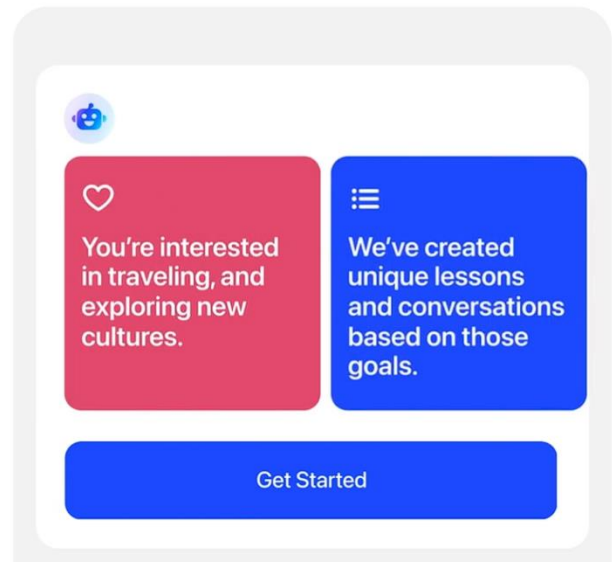 You’re interested
in traveling, and
exploring new
cultures.
We’ve created
unique lessons
and conversations
based on those
goals.
Get Started